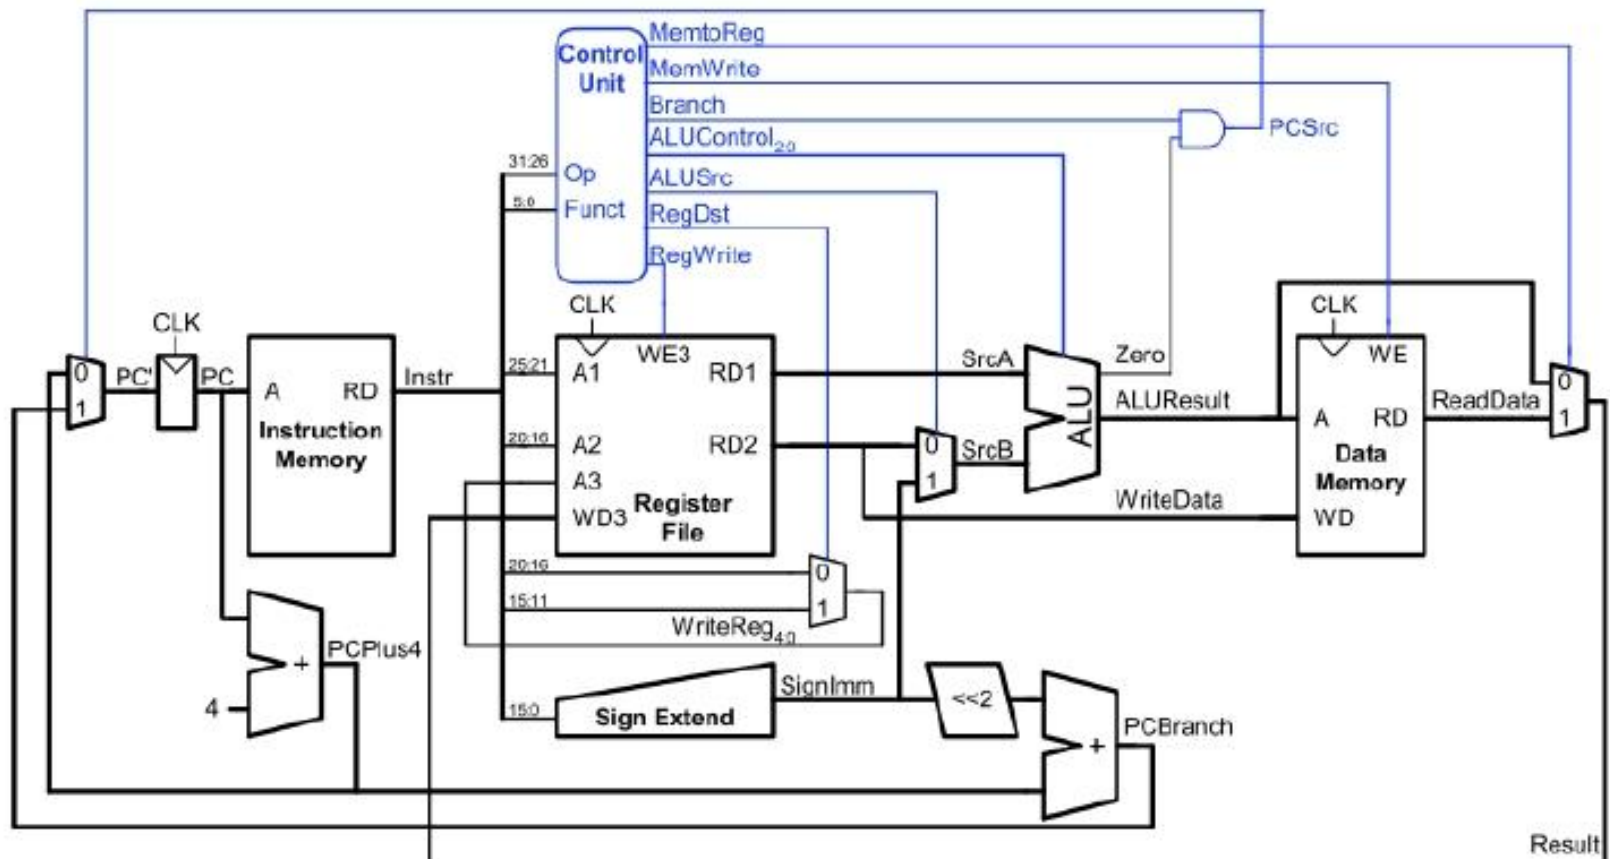 MemtoReg
Control
Unit
MemWrite
Branch
ALUControl2:0
PCSrc
31:26
Op
ALUSrc
5:0
Funct
RegDst
RegWrite
CLK
CLK
CLK
WE3
WE
0
PC'
PC
A
RD
Instr
25:21
A1
RD1
SrcA
Zero
0
1
ALU
ALUResult
A
RD
ReadData
1
Instruction
Memory
20:16
A2
RD2
0
SrcB
1
Data
Memory
A3
Register
File
WriteData
WD3
WD
20:16
0
15:11
1
WriteReg4:0
PCPlus4
+
4
SignImm
15:0
Sign Extend
<<2
PCBranch
+
Result